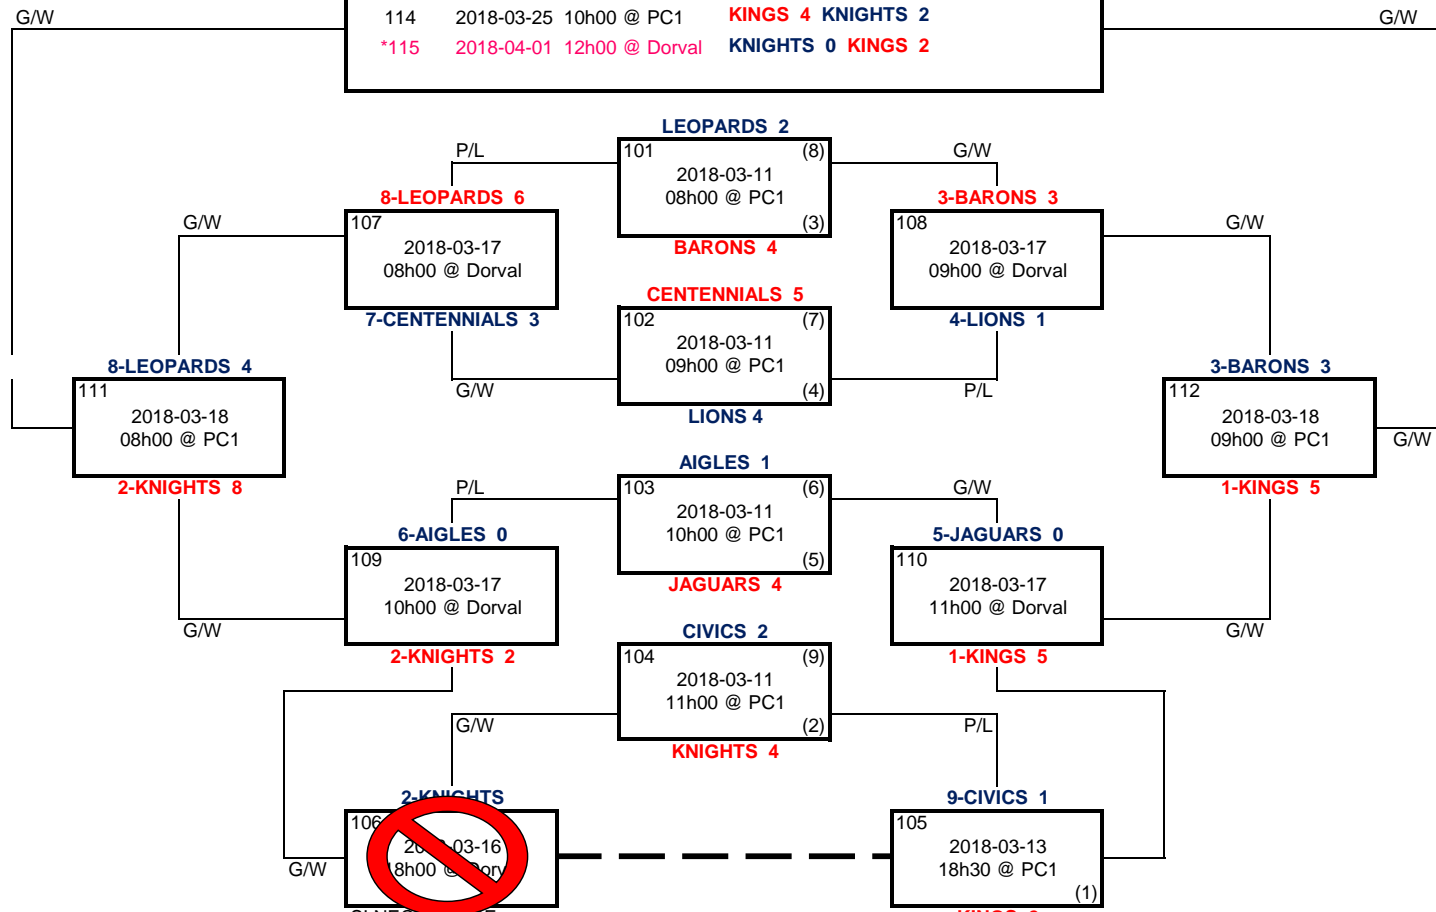 G/W
G/W
114 2018-03-25 10h00 @ PC1 KINGS 4 KNIGHTS 2
*115 2018-04-01 12h00 @ Dorval KNIGHTS 0 KINGS 2
LEOPARDS 2
P/L
101 (8)
G/W
2018-03-11
08h00 @ PC1
(3)
BARONS 4
8-LEOPARDS 6
107
2018-03-17
08h00 @ Dorval
7-CENTENNIALS 3
3-BARONS 3
108
2018-03-17
09h00 @ Dorval
4-LIONS 1
G/W
G/W
CENTENNIALS 5
102 (7)
2018-03-11
09h00 @ PC1
(4)
LIONS 4
G/W
P/L
8-LEOPARDS 4
111
2018-03-18
08h00 @ PC1
2-KNIGHTS 8
3-BARONS 3
112
2018-03-18
09h00 @ PC1
1-KINGS 5
G/W
AIGLES 1
P/L
103 (6)
G/W
2018-03-11
10h00 @ PC1
(5)
JAGUARS 4
6-AIGLES 0
109
2018-03-17
10h00 @ Dorval
2-KNIGHTS 2
5-JAGUARS 0
110
2018-03-17
11h00 @ Dorval
1-KINGS 5
G/W
G/W
CIVICS 2
104 (9)
2018-03-11
11h00 @ PC1
(2)
KNIGHTS 4
G/W
P/L
2-KNIGHTS
106
03-16
G/W
9-CIVICS 1
105
2018-03-13
18h30 @ PC1
(1)